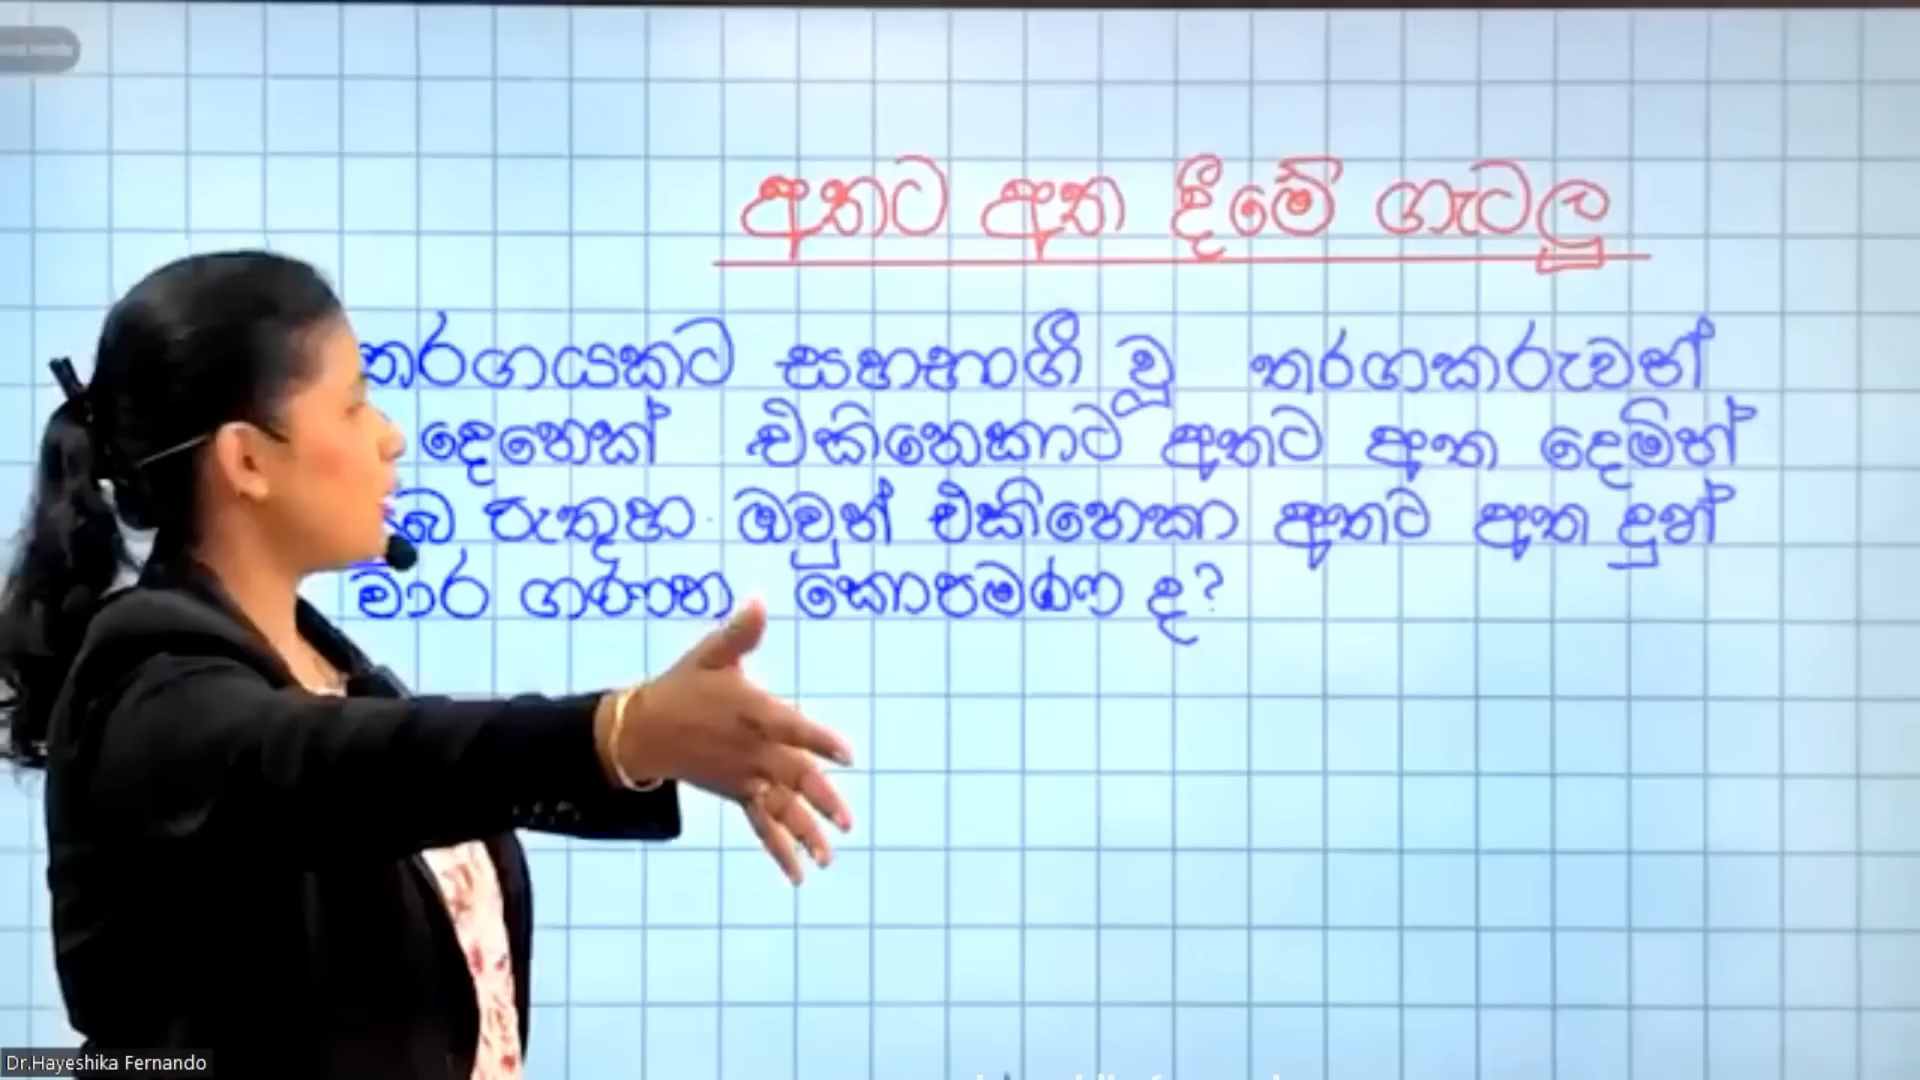 අතට අත දීමේ ගැටලු
තරගයකට සහභාගී වූ තරගකරුවන්
දෙනෙක් එකිනෙකාට අතට අත දෙමින්
පැතූහ. ඔවුන් එකිනෙකා අතට අත දුන්
වාර ගණන කොපමණ ද?
Dr.Hayeshika Fernando